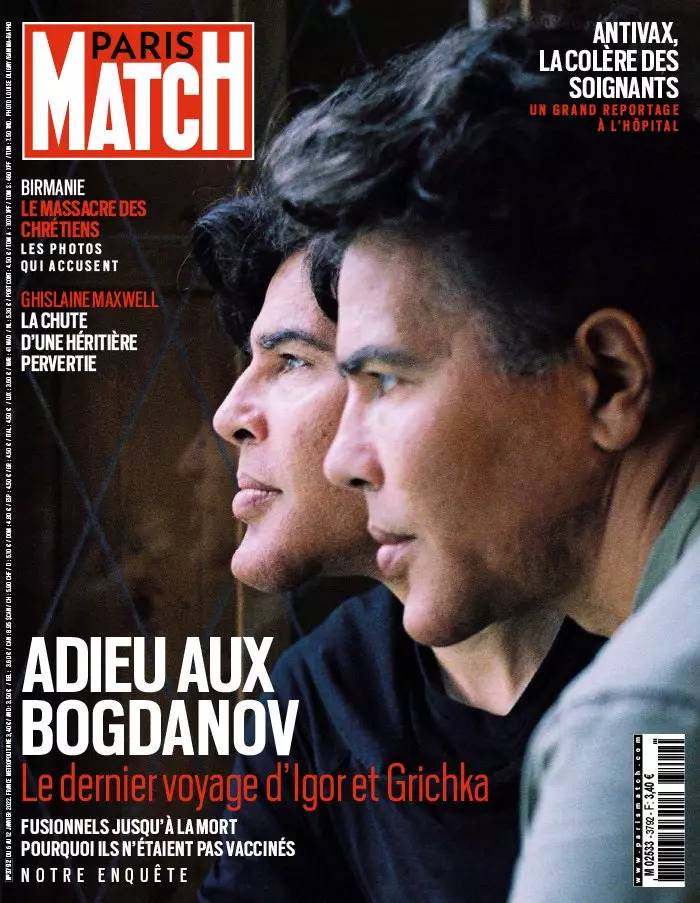 PARIS
MATCH
ANTIVAX,
LA COLÈRE DES
SOIGNANTS
UN GRAND REPORTAGE
À L'HÔPITAL
BIRMANIE
LE MASSACRE DES
CHRÉTIENS
LES PHOTOS
QUI ACCUSENT
GHISLAINE MAXWELL
LA CHUTE
D'UNE HÉRITIÈRE
PERVERTIE
ADIEU AUX
BOGDANOV
Le dernier voyage d'Igor et Grichka
FUSIONNELS JUSQU'À LA MORT
POURQUOI ILS N'ÉTAIENT PAS VACCINÉS
NOTRE ENQUÊTE
www.parismatch.com
M 02533 - 3792 - F: 3,40 €